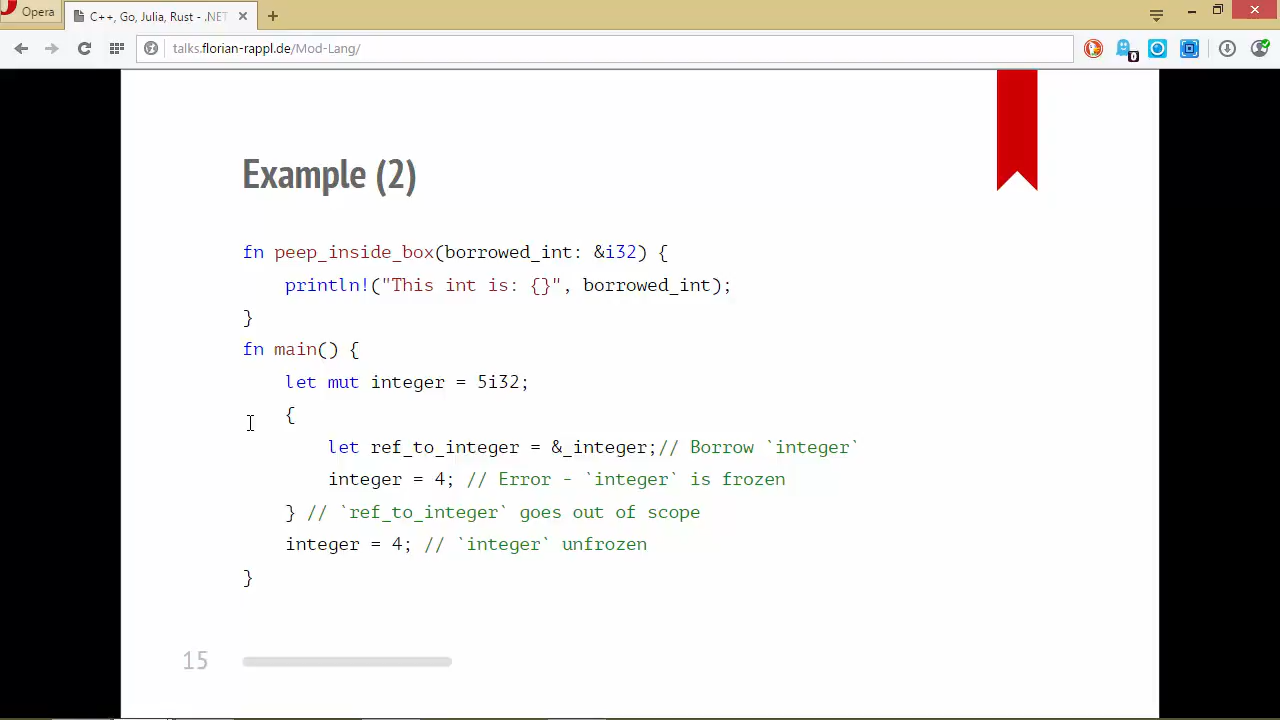 Opera
C++, Go, Julia, Rust - .NET
talks.florian-rappl.de/Mod-Lang/
0
Example (2)
fn peep_inside_box(borrowed_int: &i32) {
println!("This int is: {}", borrowed_int);
}
fn main() {
let mut integer = 5i32;
{
let ref_to_integer = &_integer;// Borrow `integer`
integer = 4; // Error - `integer` is frozen
} // `ref_to_integer` goes out of scope
integer = 4; // `integer` unfrozen
}
15